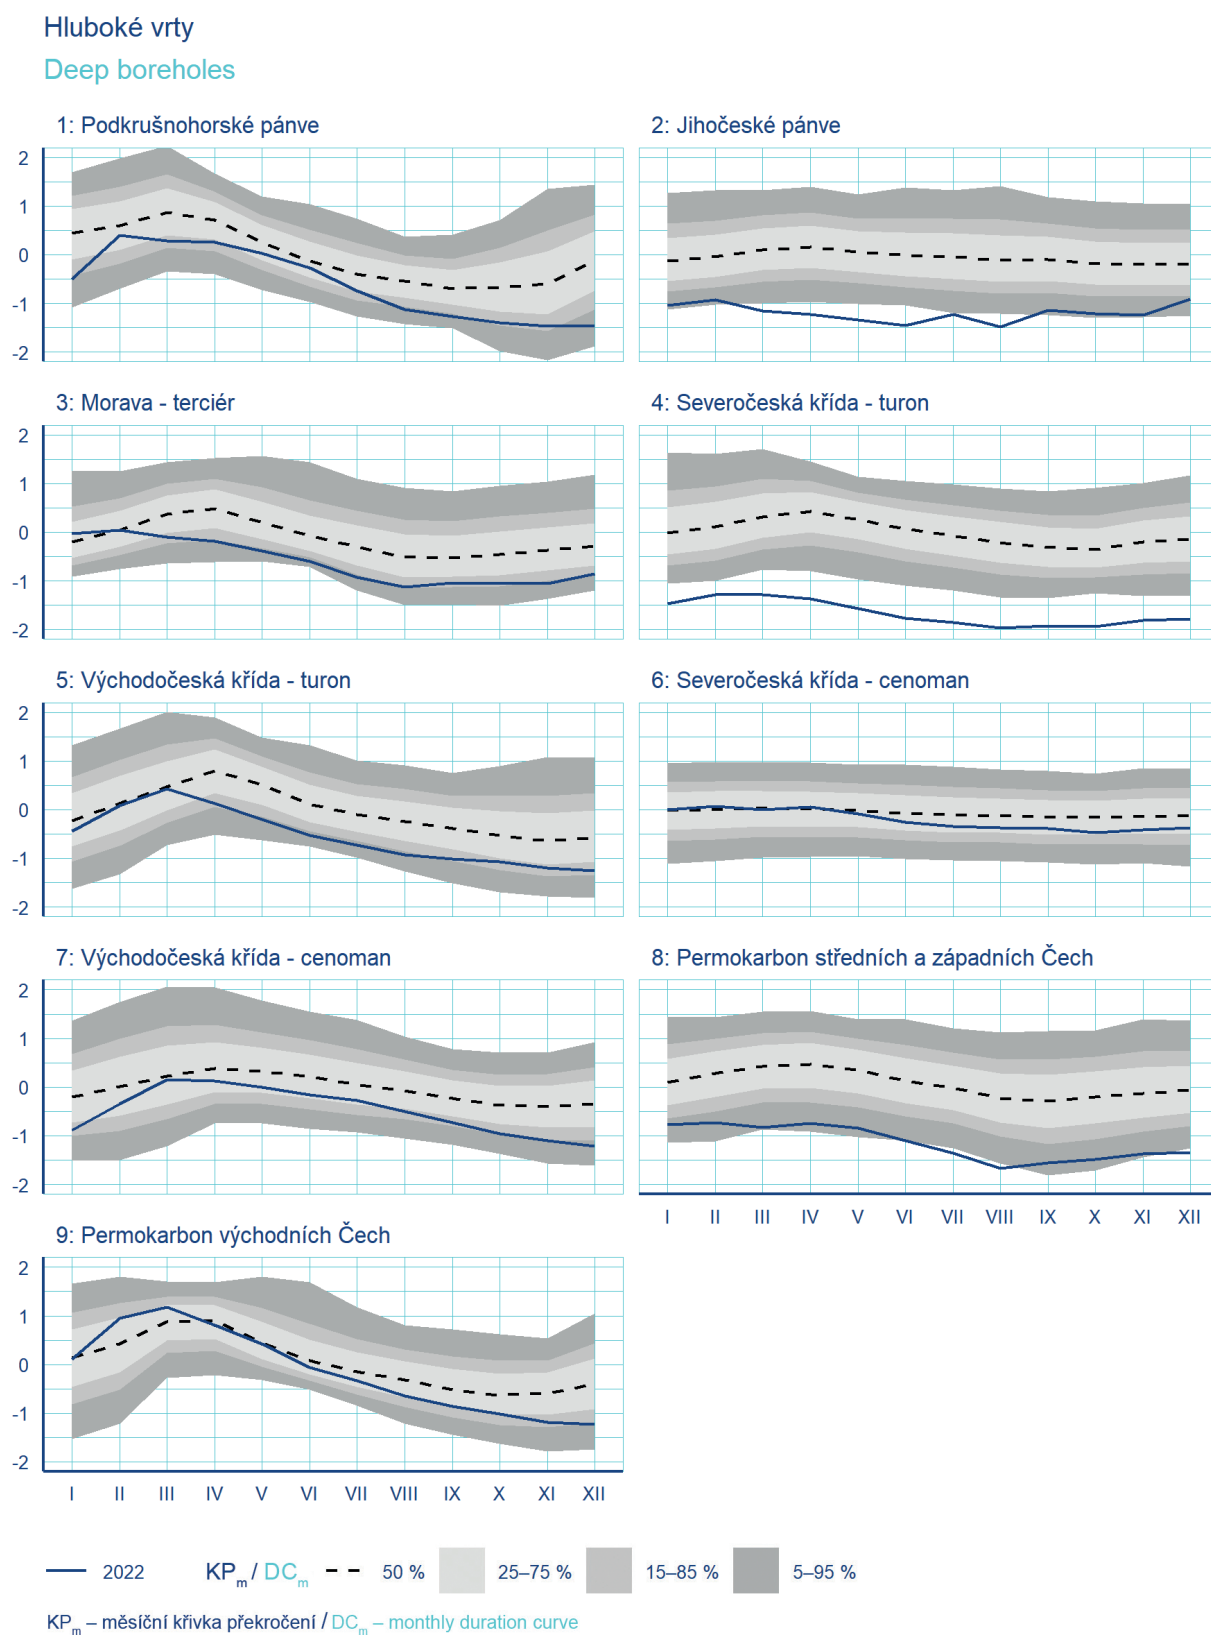 Hluboké vrty
Deep boreholes
1: Podkrušnohorské pánve
2
1
0
-1
-2
2: Jihočeské pánve
3: Morava - terciér
2
1
0
-1
-2
4: Severočeská křída - turon
5: Východočeská křída - turon
2
1
0
-1
-2
6: Severočeská křída - cenoman
7: Východočeská křída - cenoman
2
1
0
-1
-2
8: Permokarbon středních a západních Čech
I II III IV V VI VII VIII IX X XI XII
9: Permokarbon východních Čech
2
1
0
-1
-2
I II III IV V VI VII VIII IX X XI XII
2022 KPm / DCm 50 % 25–75 % 15–85 % 5–95 %
KPm – měsíční křivka překročení / DCm – monthly duration curve